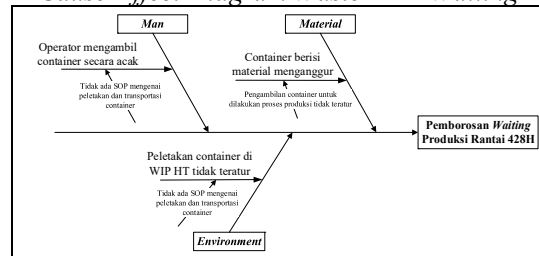 Man
Material
Operator mengambil
container secara acak
Tidak ada SOP mengenai
peletakan dan transportasi
container
Container berisi
material menganggur
Pengambilan container untuk
dilakukan proses produksi tidak teratur
Pemborosan Waiting
Produksi Rantai 428H
Peletakan container di
WIP HT tidak teratur
Tidak ada SOP mengenai
peletakan dan transportasi
container
Environment